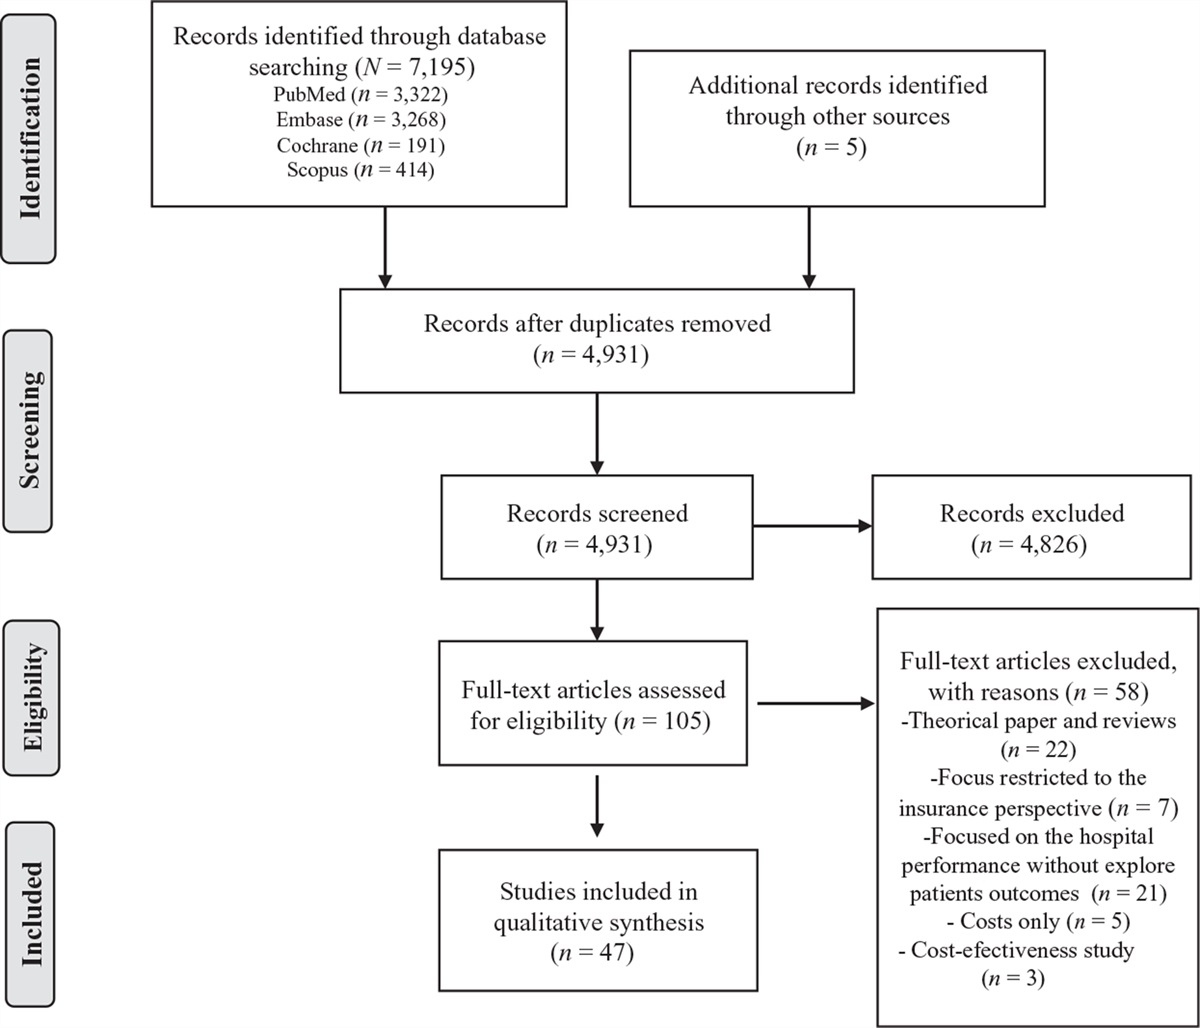 Identification
Records identified through database
searching (N = 7,195)
PubMed (n = 3,322)
Embase (n = 3,268)
Cochrane (n = 191)
Scopus (n = 414)
Additional records identified
through other sources
(n = 5)
Screening
Records after duplicates removed
(n = 4,931)
Records screened
(n = 4,931)
Records excluded
(n = 4,826)
Eligibility
Full-text articles assessed
for eligibility (n = 105)
Full-text articles excluded,
with reasons (n = 58)
-Theorical paper and reviews
(n = 22)
-Focus restricted to the
insurance perspective (n = 7)
-Focused on the hospital
performance without explore
patients outcomes (n = 21)
- Costs only (n = 5)
- Cost-efectiveness study
(n = 3)
Included
Studies included in
qualitative synthesis
(n = 47)